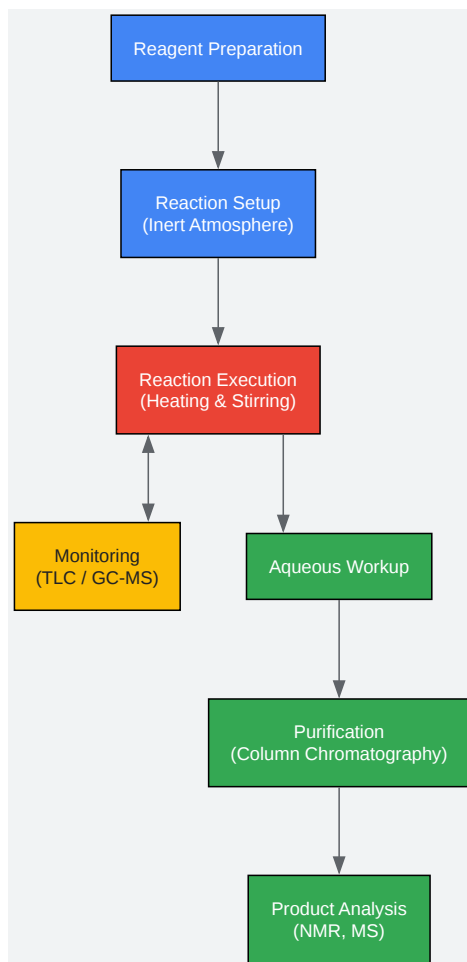 Reagent Preparation
Reaction Setup
(Inert Atmosphere)
Reaction Execution
(Heating & Stirring)
Monitoring
(TLC / GC-MS)
Aqueous Workup
Purification
(Column Chromatography)
Product Analysis
(NMR, MS)